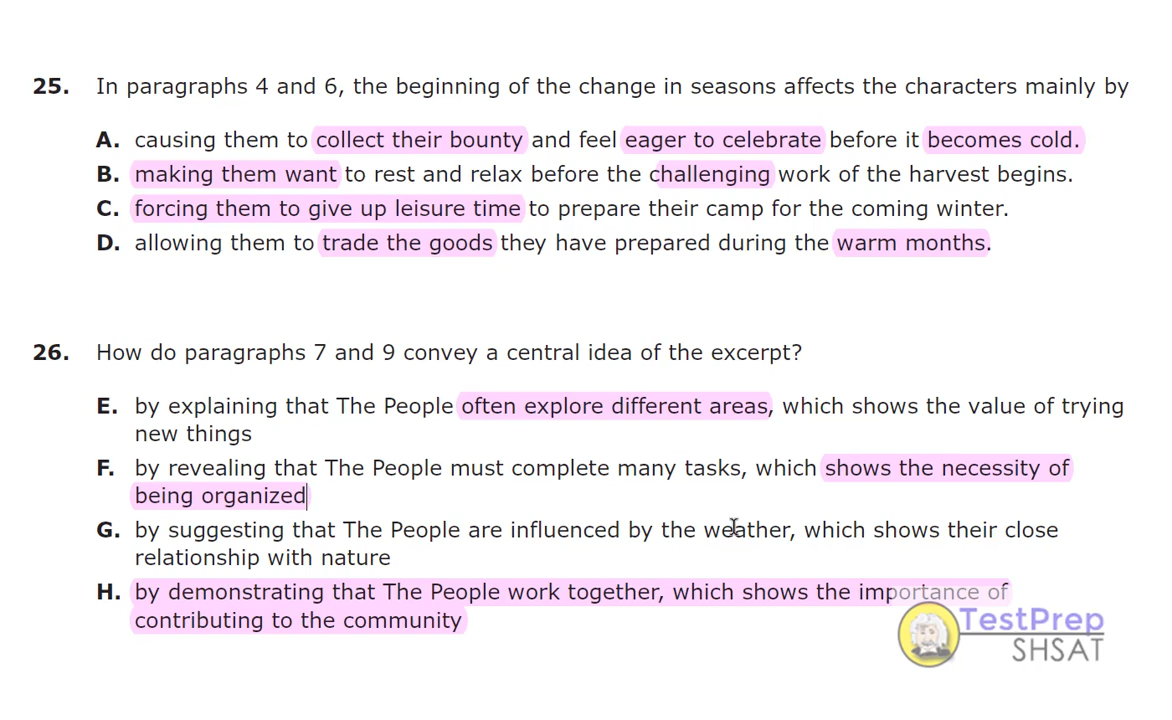 25. In paragraphs 4 and 6, the beginning of the change in seasons affects the characters mainly by
A. causing them to collect their bounty and feel eager to celebrate before it becomes cold.
B. making them want to rest and relax before the challenging work of the harvest begins.
C. forcing them to give up leisure time to prepare their camp for the coming winter.
D. allowing them to trade the goods they have prepared during the warm months.
26. How do paragraphs 7 and 9 convey a central idea of the excerpt?
E. by explaining that The People often explore different areas, which shows the value of trying
new things
F. by revealing that The People must complete many tasks, which shows the necessity of
being organized
G. by suggesting that The People are influenced by the weather, which shows their close
relationship with nature
H. by demonstrating that The People work together, which shows the importance of
contributing to the community
TestPrep
SHSAT